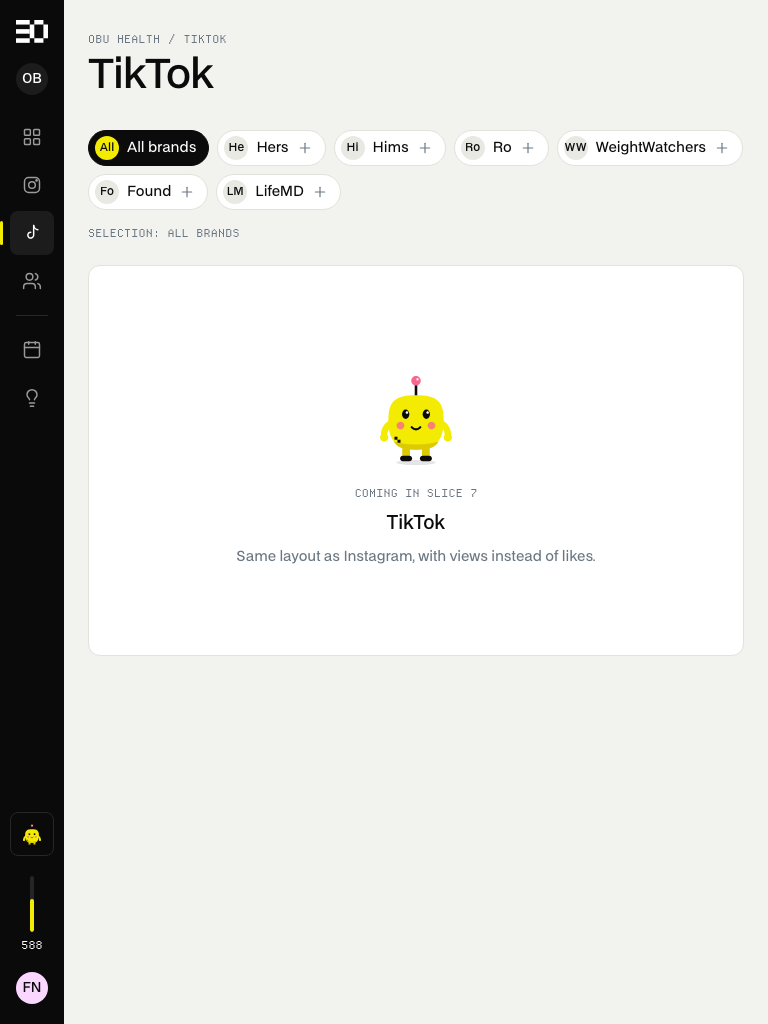 OB
OBU HEALTH / TIKTOK
TikTok
All All brands
He Hers +
Hi Hims +
Ro Ro +
WW WeightWatchers +
Fo Found +
LM LifeMD +
SELECTION: ALL BRANDS
COMING IN SLICE 7
TikTok
Same layout as Instagram, with views instead of likes.
588
FN